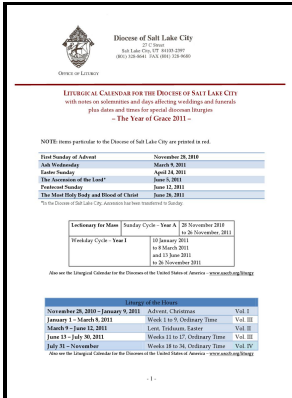 Diocese of Salt Lake City
27 C Street
Salt Lake City, UT 84103-2397
(801) 328-8641 FAX (801) 328-9680
OFFICE OF LITURGY
LITURGICAL CALENDAR FOR THE DIOCESE OF SALT LAKE CITY
with notes on solemnities and days affecting weddings and funerals
plus dates and times for special diocesan liturgies
– The Year of Grace 2011 –
NOTE: items particular to the Diocese of Salt Lake City are printed in red.
First Sunday of Advent November 28, 2010
Ash Wednesday March 9, 2011
Easter Sunday April 24, 2011
The Ascension of the Lord* June 5, 2011
Pentecost Sunday June 12, 2011
The Most Holy Body and Blood of Christ June 26, 2011
*In the Diocese of Salt Lake City, Ascension has been transferred to Sunday.
Lectionary for Mass Sunday Cycle – Year A 28 November 2010
to 26 November, 2011
Weekday Cycle – Year I 10 January 2011
to 8 March 2011
and 13 June 2011
to 26 November 2011
Also see the Liturgical Calendar for the Dioceses of the United States of America – www.usccb.org/liturgy
Liturgy of the Hours
November 28, 2010 – January 9, 2011 Advent, Christmas Vol. I
January 1 – March 8, 2011 Week 1 to 9, Ordinary Time Vol. III
March 9 – June 12, 2011 Lent, Triduum, Easter Vol. II
June 13 – July 30, 2011 Weeks 11 to 17, Ordinary Time Vol. III
July 31 – November Weeks 18 to 34, Ordinary Time Vol. IV
Also see the Liturgical Calendar for the Dioceses of the United States of America – www.usccb.org/liturgy
- 1 -